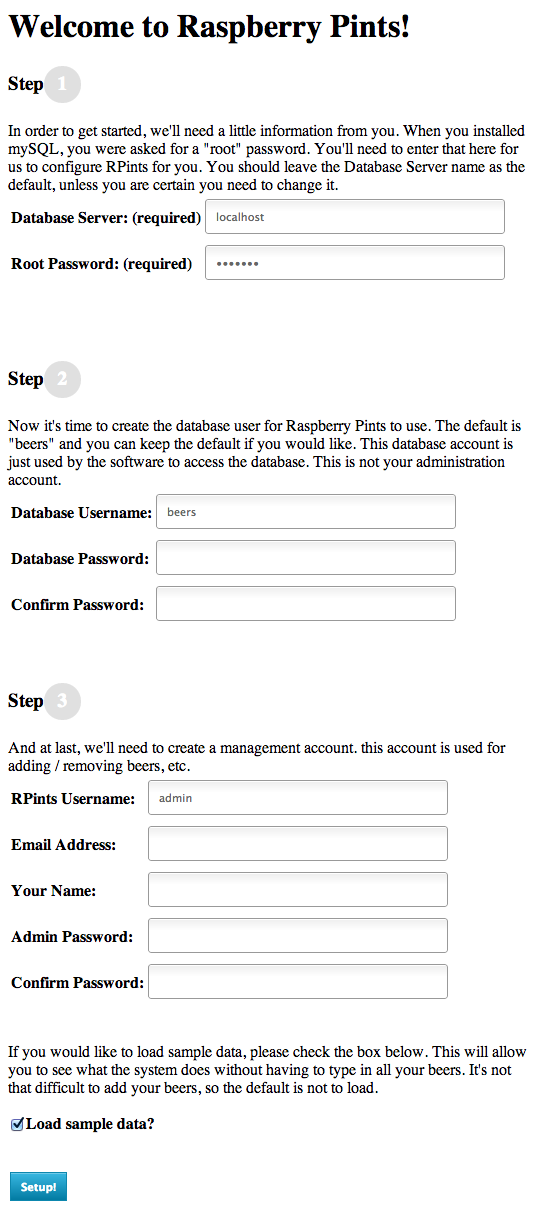 Welcome to Raspberry Pints!
Step 1
In order to get started, we'll need a little information from you. When you installed
mySQL, you were asked for a "root" password. You'll need to enter that here for
us to configure RPints for you. You should leave the Database Server name as the
default, unless you are certain you need to change it.
Database Server: (required) localhost
Root Password: (required) •••••••
Step 2
Now it's time to create the database user for Raspberry Pints to use. The default is
"beers" and you can keep the default if you would like. This database account is
just used by the software to access the database. This is not your administration
account.
Database Username: beers
Database Password:
Confirm Password:
Step 3
And at last, we'll need to create a management account. this account is used for
adding / removing beers, etc.
RPints Username: admin
Email Address:
Your Name:
Admin Password:
Confirm Password:
If you would like to load sample data, please check the box below. This will allow
you to see what the system does without having to type in all your beers. It's not
that difficult to add your beers, so the default is not to load.
Load sample data?
Setup!